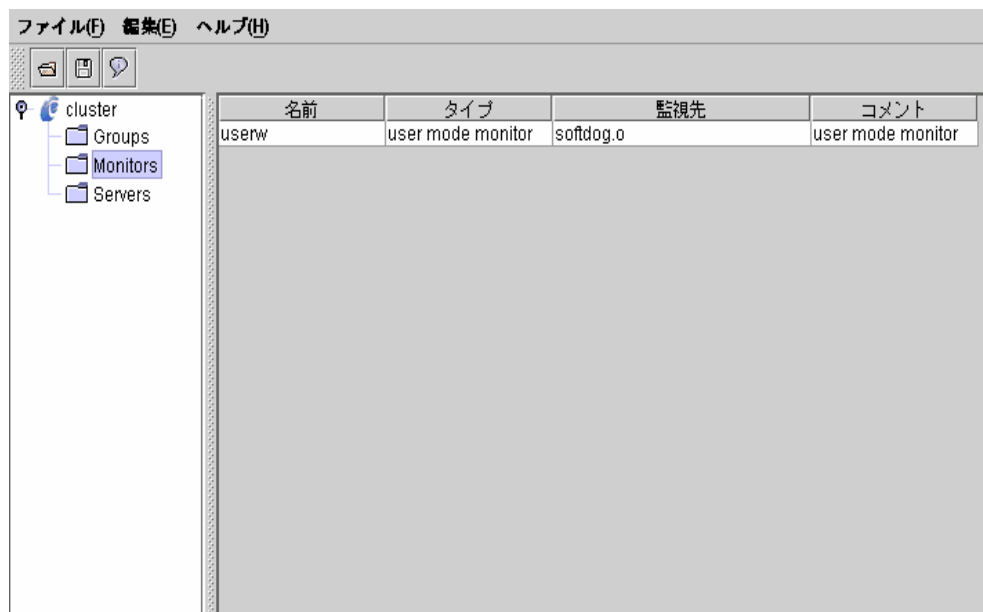 ファイル(F) 編集(E) ヘルプ(H)
cluster
Groups
Monitors
Servers
名前 タイプ 監視先 コメント
userw user mode monitor softdog.o user mode monitor